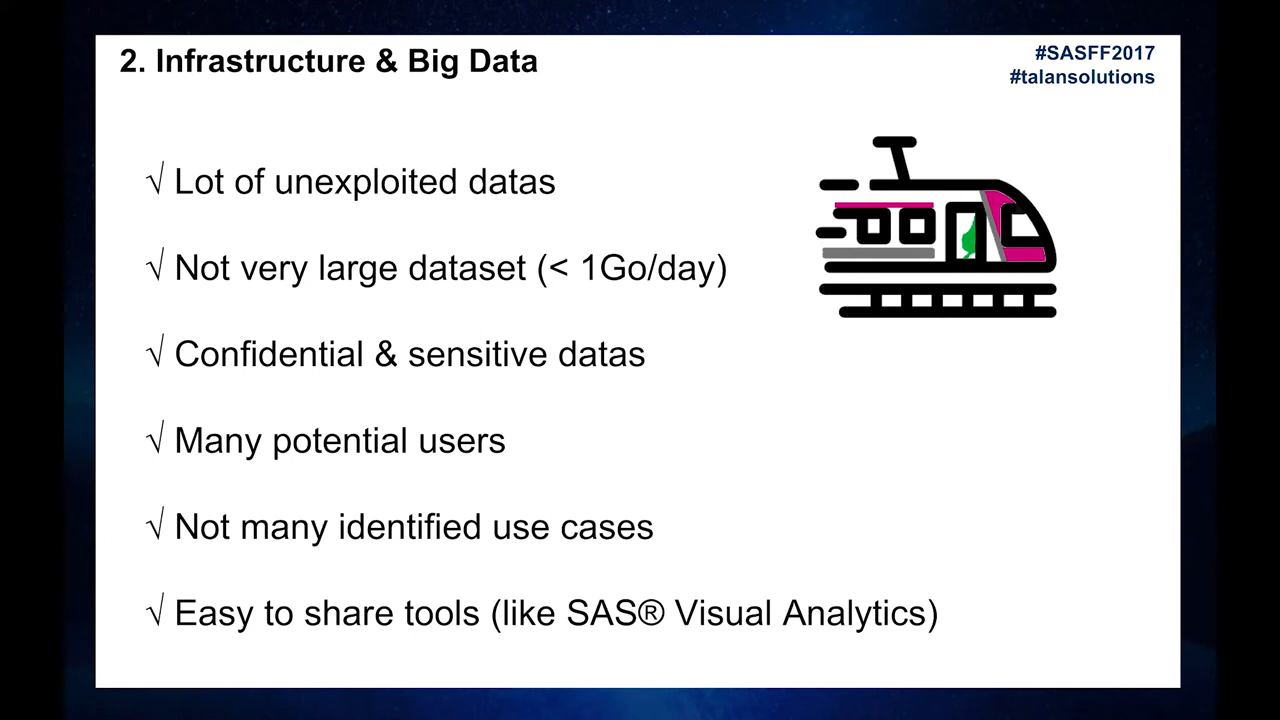 2. Infrastructure & Big Data
#SASFF2017
#talansolutions
√ Lot of unexploited datas
√ Not very large dataset (< 1Go/day)
√ Confidential & sensitive datas
√ Many potential users
√ Not many identified use cases
√ Easy to share tools (like SAS® Visual Analytics)